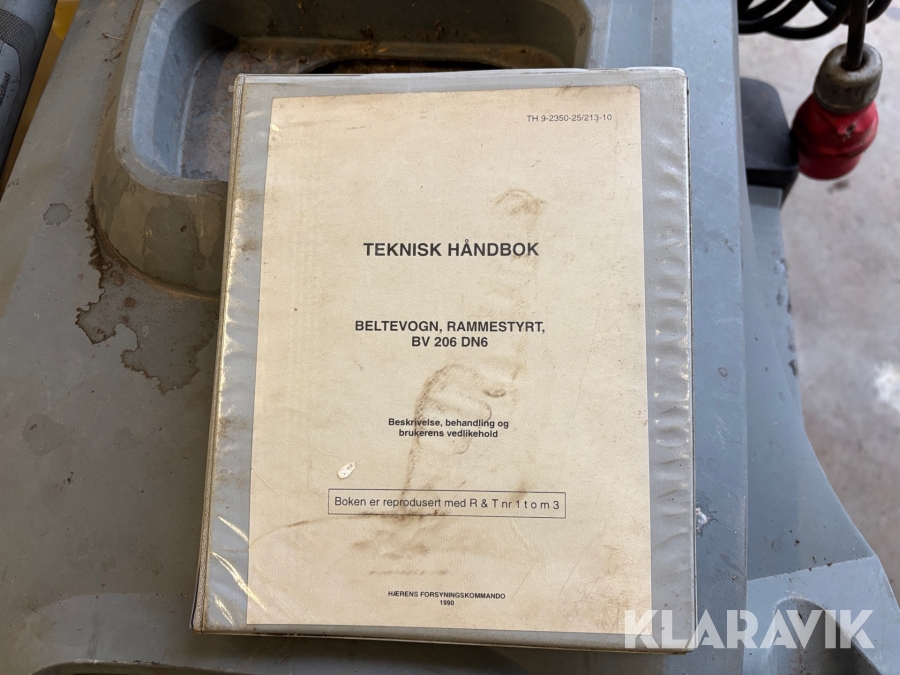 TH 9-2350-25/213-10
TEKNISK HÅNDBOK
BELTEVOGN, RAMMESTYRT,
BV 206 DN6
Beskrivelse, behandling og
brukerens vedlikehold
Boken er reprodusert med R & T nr 1 t o m 3
HÆRENS FORSYNINGSKOMMANDO
1990
KLARAVIK